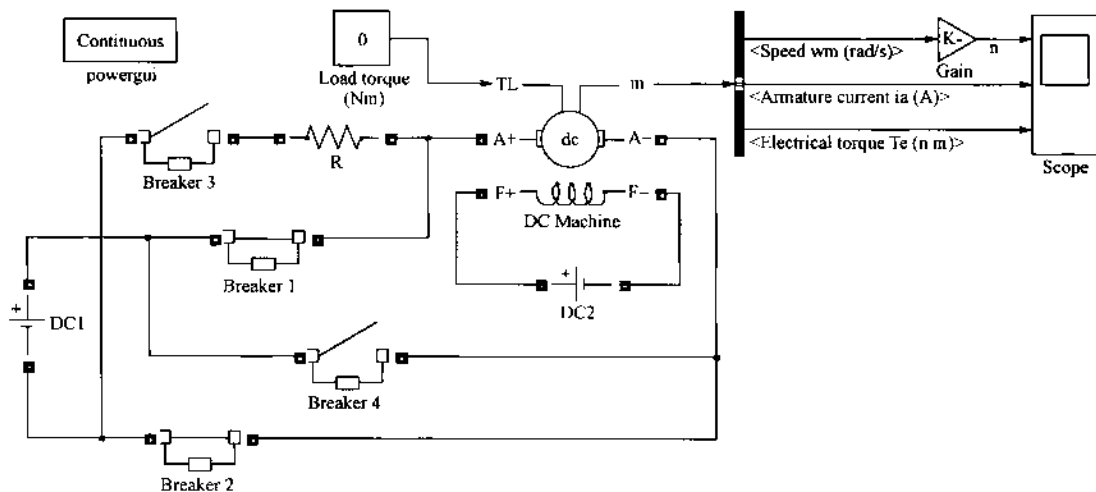 Continuous
powergui
0
Load torque
(Nm)
TL
m
<Speed wm (rad/s)>
K-
Gain
n
<Armature current ia (A)>
<Electrical torque Te (n m)>
Scope
Breaker 3
R
A+
dc
A-
F+
F-
DC Machine
Breaker 1
+
DC2
+
DC1
Breaker 4
Breaker 2